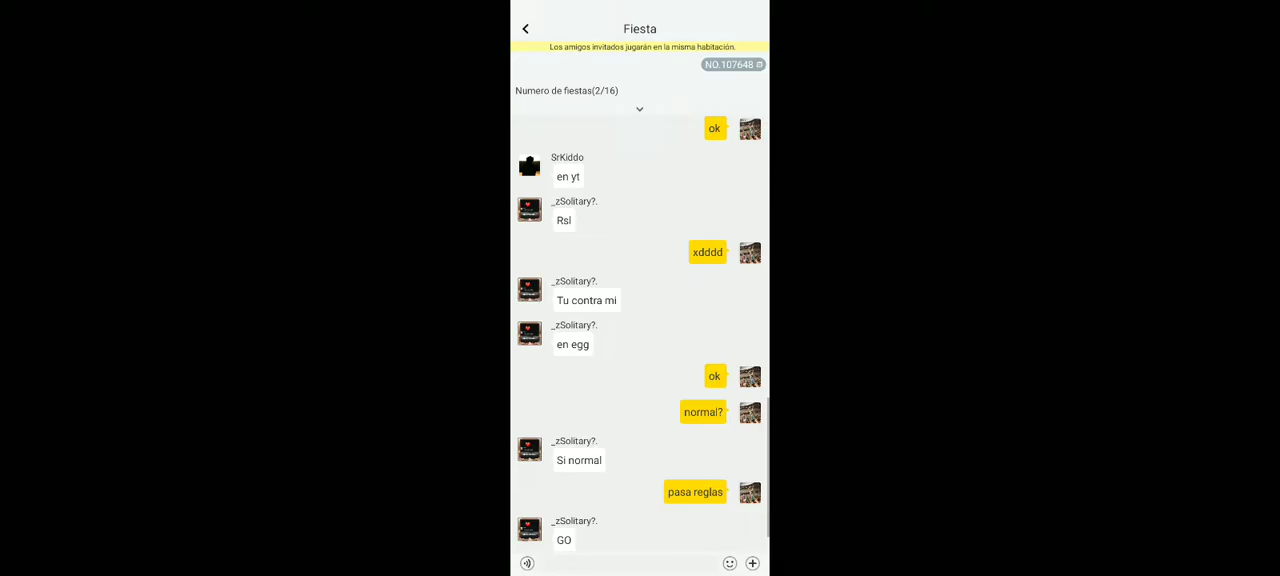 Fiesta
Los amigos invitados jugarán en la misma habitación.
NO.107648
Numero de fiestas(2/16)
ok
SrKiddo
en yt
_zSolitary?.
Rsl
xdddd
_zSolitary?.
Tu contra mi
_zSolitary?.
en egg
ok
normal?
_zSolitary?.
Si normal
pasa reglas
_zSolitary?.
GO